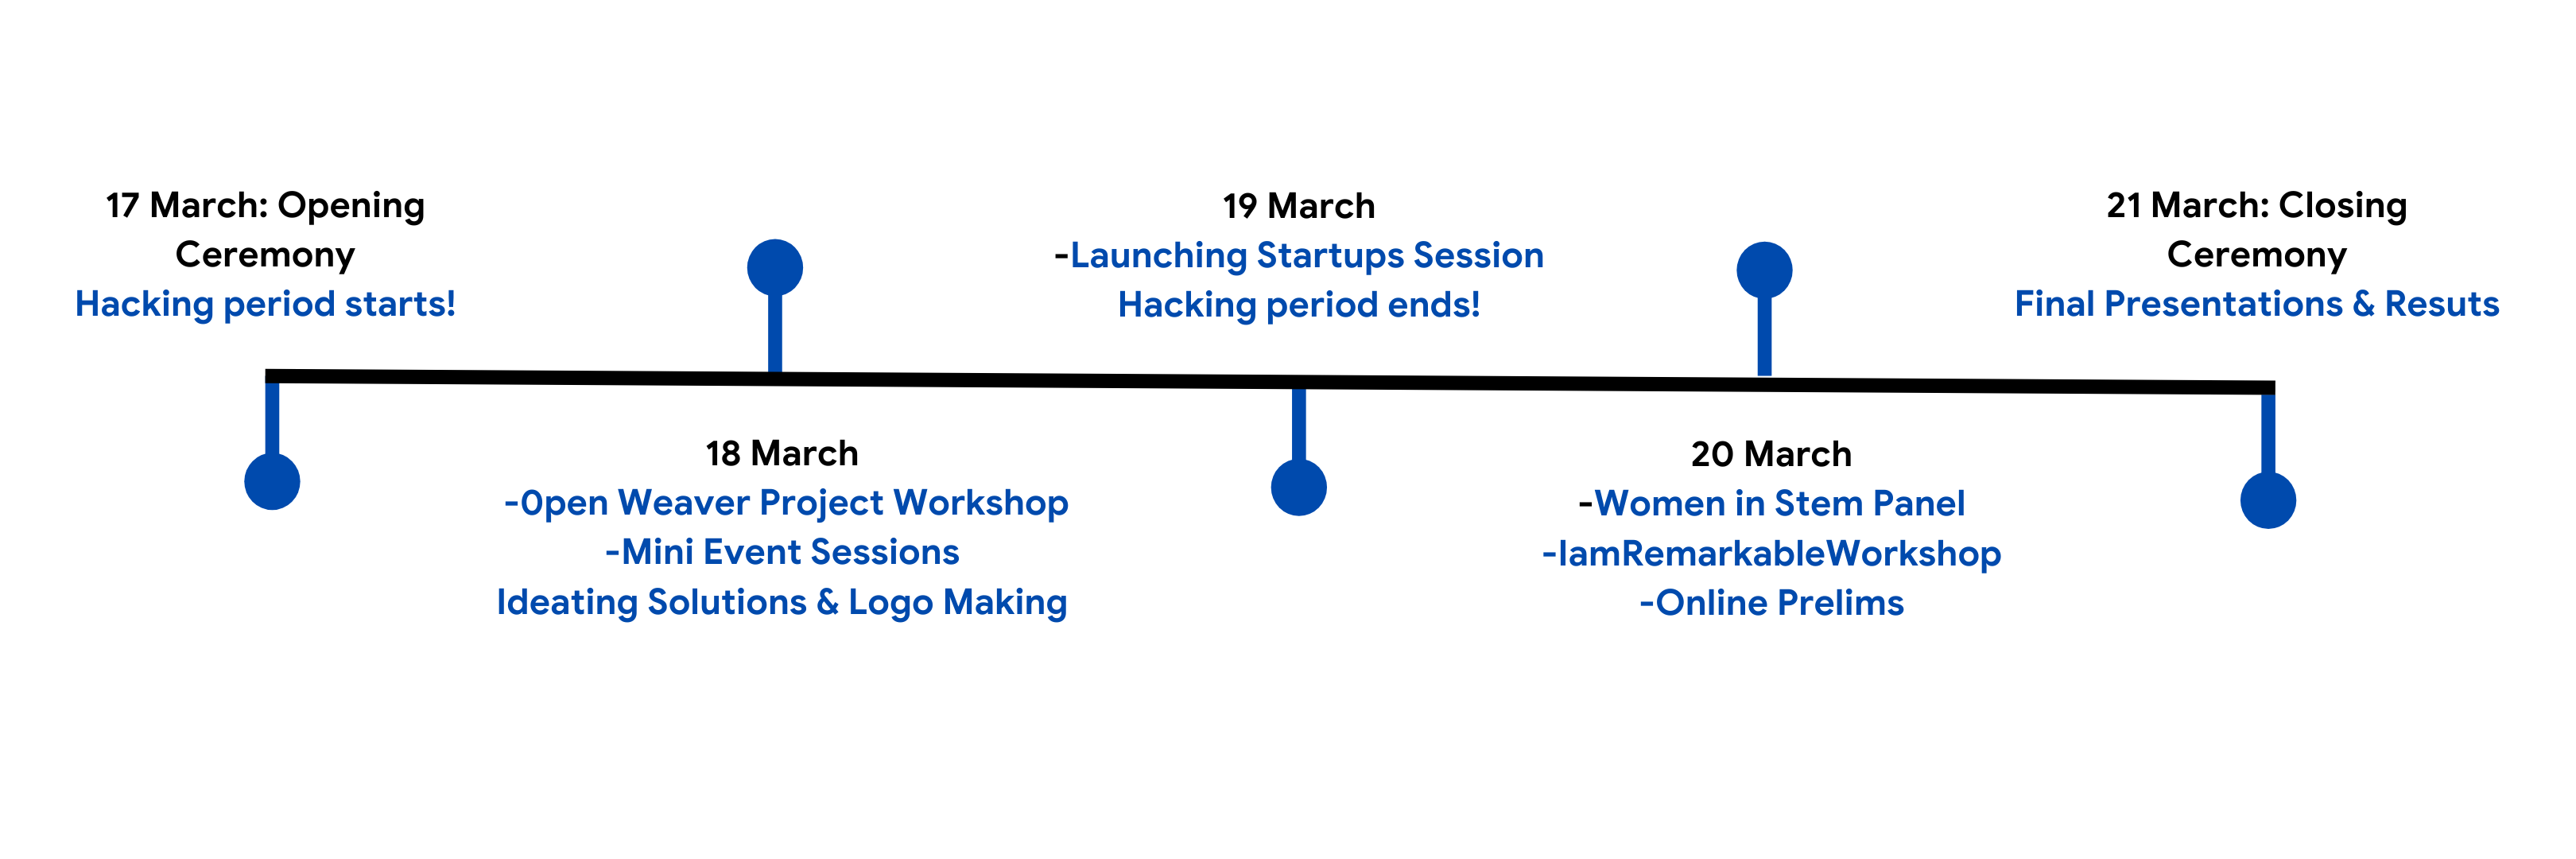 17 March: Opening
Ceremony
Hacking period starts!
18 March
-0pen Weaver Project Workshop
-Mini Event Sessions
Ideating Solutions & Logo Making
19 March
-Launching Startups Session
Hacking period ends!
20 March
-Women in Stem Panel
-IamRemarkableWorkshop
-Online Prelims
21 March: Closing
Ceremony
Final Presentations & Resuts